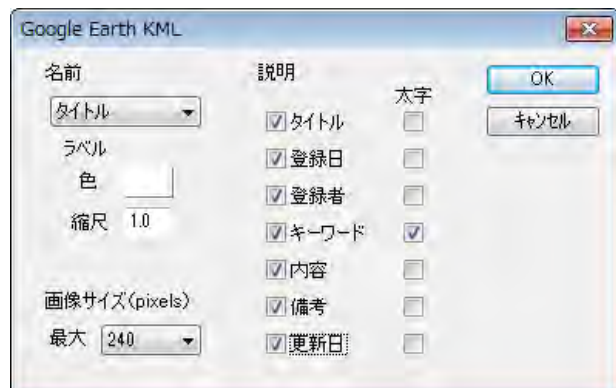 Google Earth KML
名前
タイトル
ラベル
色
縮尺 1.0
画像サイズ(pixels)
最大 240
説明
太字
タイトル
登録日
登録者
キーワード
内容
備考
更新日
OK
キャンセル